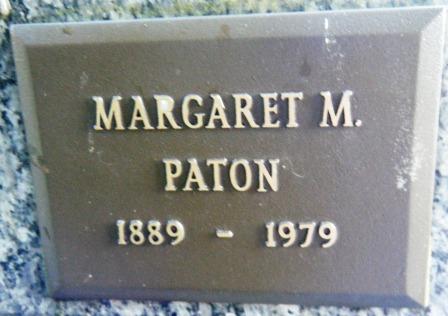 MARGARET M.
PATON
1889 - 1979